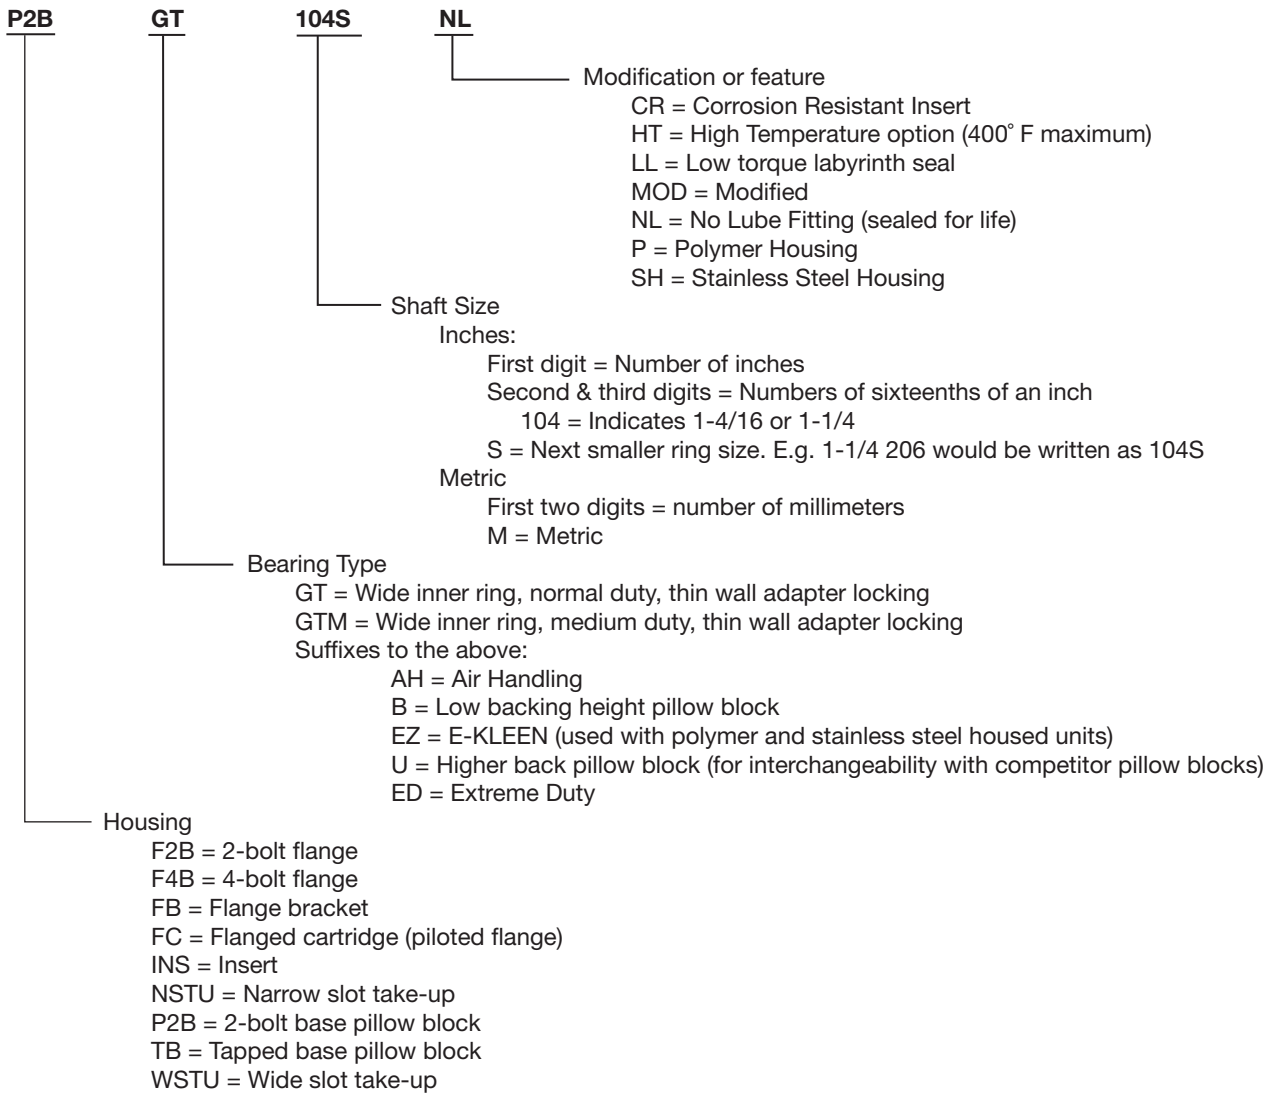 P2B GT 104S NL
Modification or feature
CR = Corrosion Resistant Insert
HT = High Temperature option (400˚ F maximum)
LL = Low torque labyrinth seal
MOD = Modified
NL = No Lube Fitting (sealed for life)
P = Polymer Housing
SH = Stainless Steel Housing
Shaft Size
Inches:
First digit = Number of inches
Second & third digits = Numbers of sixteenths of an inch
104 = Indicates 1-4/16 or 1-1/4
S = Next smaller ring size. E.g. 1-1/4 206 would be written as 104S
Metric
First two digits = number of millimeters
M = Metric
Bearing Type
GT = Wide inner ring, normal duty, thin wall adapter locking
GTM = Wide inner ring, medium duty, thin wall adapter locking
Suffixes to the above:
AH = Air Handling
B = Low backing height pillow block
EZ = E-KLEEN (used with polymer and stainless steel housed units)
U = Higher back pillow block (for interchangeability with competitor pillow blocks)
ED = Extreme Duty
Housing
F2B = 2-bolt flange
F4B = 4-bolt flange
FB = Flange bracket
FC = Flanged cartridge (piloted flange)
INS = Insert
NSTU = Narrow slot take-up
P2B = 2-bolt base pillow block
TB = Tapped base pillow block
WSTU = Wide slot take-up